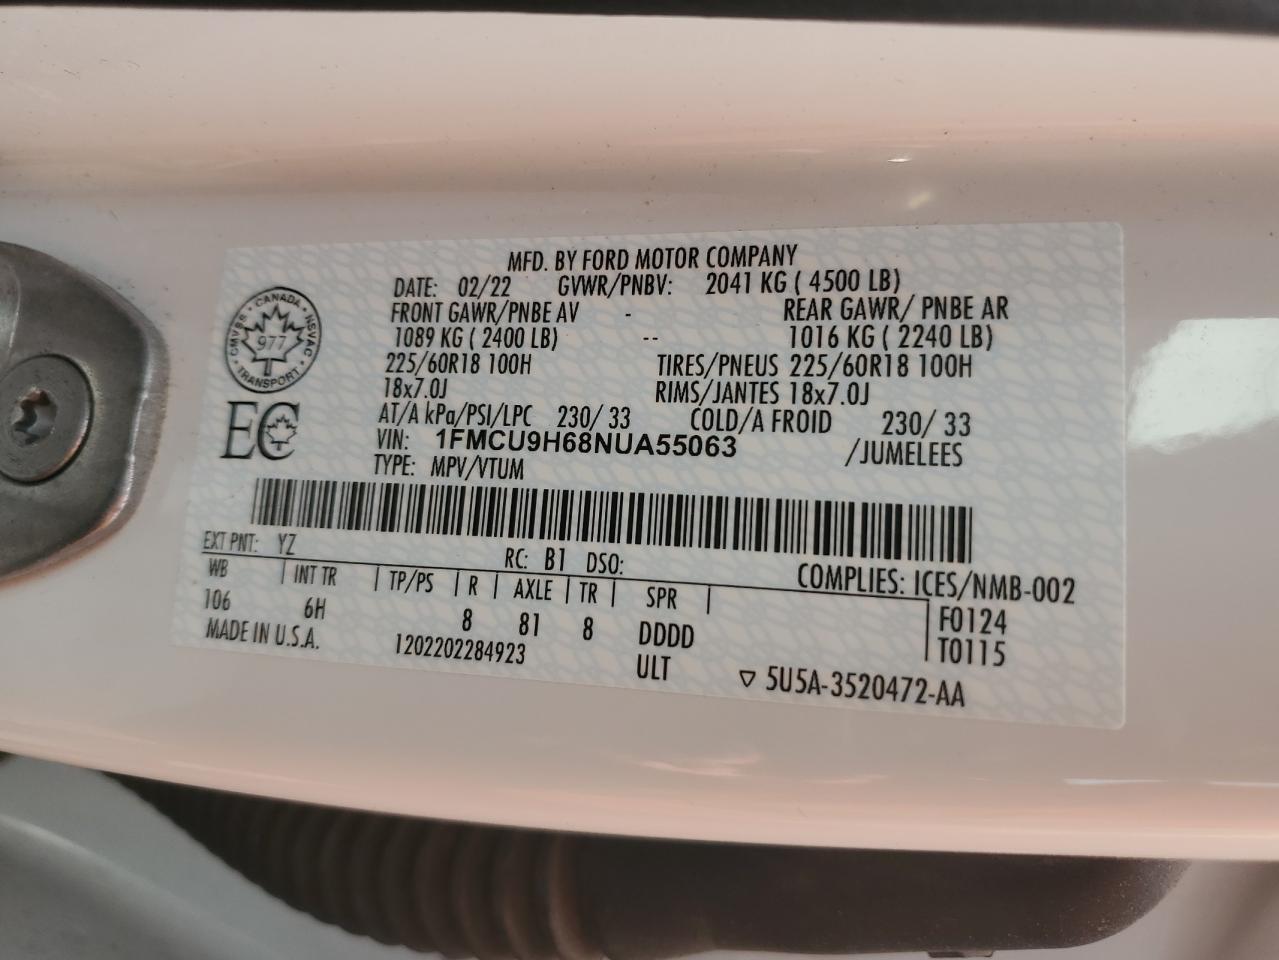 MFD. BY FORD MOTOR COMPANY
DATE: 02/22 GVWR/PNBV: 2041 KG ( 4500 LB)
FRONT GAWR/PNBE AV - REAR GAWR/ PNBE AR
1089 KG ( 2400 LB) -- 1016 KG ( 2240 LB)
225/60R18 100H TIRES/PNEUS 225/60R18 100H
18x7.0J RIMS/JANTES 18x7.0J
AT/A kPa/PSI/LPC 230/ 33 COLD/A FROID 230/ 33
VIN: 1FMCU9H68NUA55063 /JUMELEES
TYPE: MPV/VTUM
CANADA
CMVSS NSVAC
977
TRANSPORT
EC
EXT PNT: YZ RC: B1 DSO: COMPLIES: ICES/NMB-002
WB | INT TR | TP/PS | R | AXLE | TR | SPR |
106 6H 8 81 8 DDDD F0124
MADE IN U.S.A. 1202202284923 ULT T0115
▽ 5U5A-3520472-AA